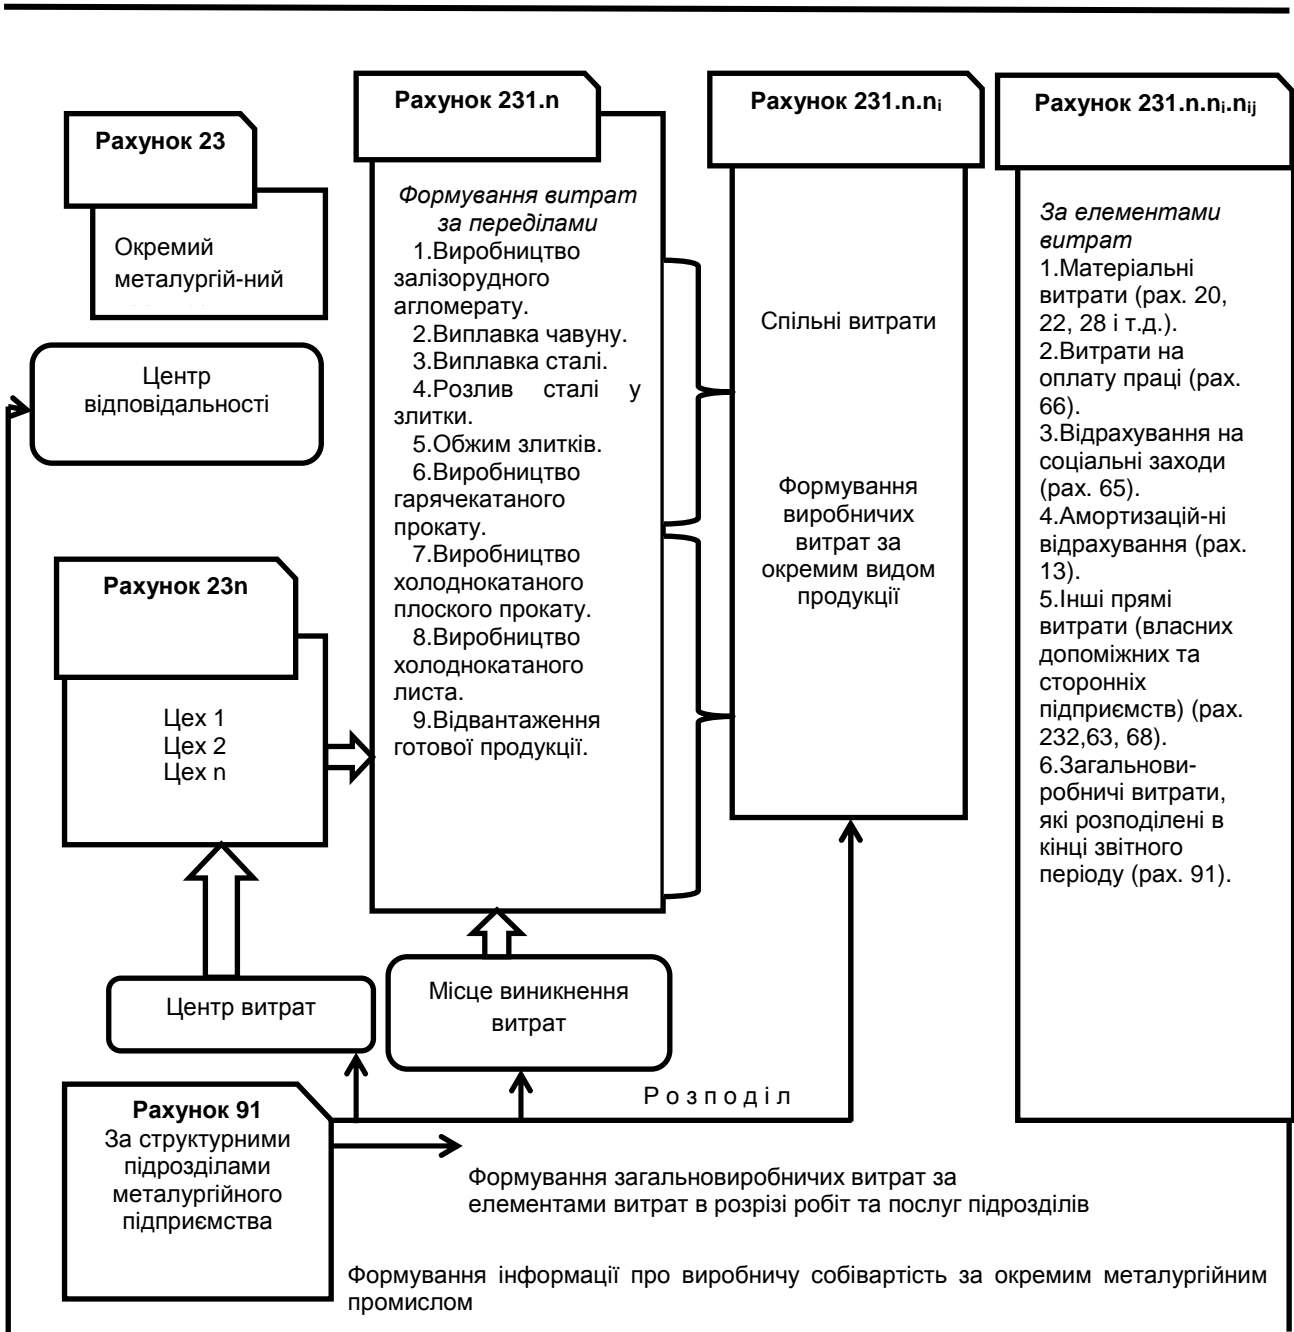 Рахунок 23
Окремий
металургій-ний
Центр
відповідальності
Рахунок 23n
Цех 1
Цех 2
Цех n
Центр витрат
Рахунок 231.n
Формування витрат
за переділами
1.Виробництво
залізорудного
агломерату.
2.Виплавка чавуну.
3.Виплавка сталі.
4.Розлив сталі у
злитки.
5.Обжим злитків.
6.Виробництво
гарячекатаного
прокату.
7.Виробництво
холоднокатаного
плоского прокату.
8.Виробництво
холоднокатаного
листа.
9.Відвантаження
готової продукції.
Місце виникнення
витрат
Рахунок 231.n.nᵢ
Спільні витрати
Формування
виробничих
витрат за
окремим видом
продукції
Рахунок 231.n.nᵢ.nᵢⱼ
За елементами
витрат
1.Матеріальні
витрати (рах. 20,
22, 28 і т.д.).
2.Витрати на
оплату праці (рах.
66).
3.Відрахування на
соціальні заходи
(рах. 65).
4.Амортизацій-ні
відрахування (рах.
13).
5.Інші прямі
витрати (власних
допоміжних та
сторонніх
підприємств) (рах.
232,63, 68).
6.Загальнови-
робничі витрати,
які розподілені в
кінці звітного
періоду (рах. 91).
Рахунок 91
За структурними
підрозділами
металургійного
підприємства
Розподіл
Формування загальновиробничих витрат за
елементами витрат в розрізі робіт та послуг підрозділів
Формування інформації про виробничу собівартість за окремим металургійним
промислом